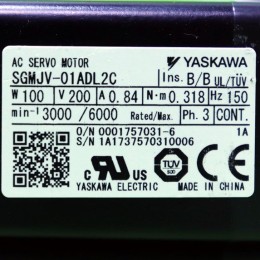 AC SERVO MOTOR YASKAWA
SGMJV-01ADL2C Ins. B/B UL/TÜV
W 100 V 200 A 0.84 N·m 0.318 Hz 150
min⁻¹ 3000 /6000 Rated/Max. Ph. 3 CONT.
O/N 0001757031-6 1A
S/N 1A1737570310006
TÜV
YASKAWA ELECTRIC MADE IN CHINA